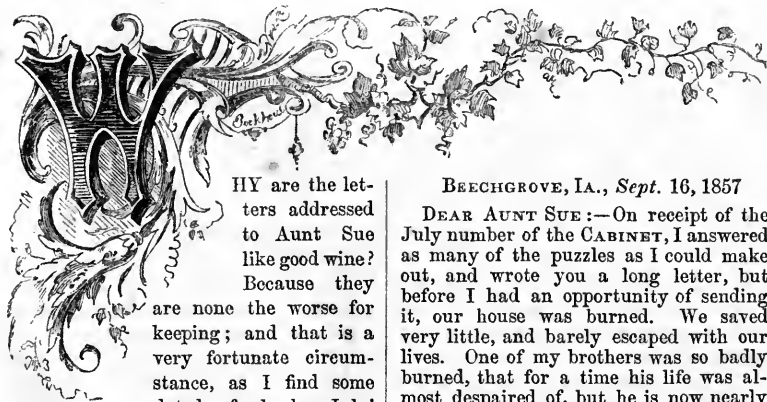 WHY are the let-
ters addressed
to Aunt Sue
like good wine?
Because they
are none the worse for
keeping; and that is a
very fortunate circum-
stance, as I find some
BEECHGROVE, IA., Sept. 16, 1857
DEAR AUNT SUE:—On receipt of the
July number of the CABINET, I answered
as many of the puzzles as I could make
out, and wrote you a long letter, but
before I had an opportunity of sending
it, our house was burned. We saved
very little, and barely escaped with our
lives. One of my brothers was so badly
burned, that for a time his life was al-
most despaired of, but he is now nearly